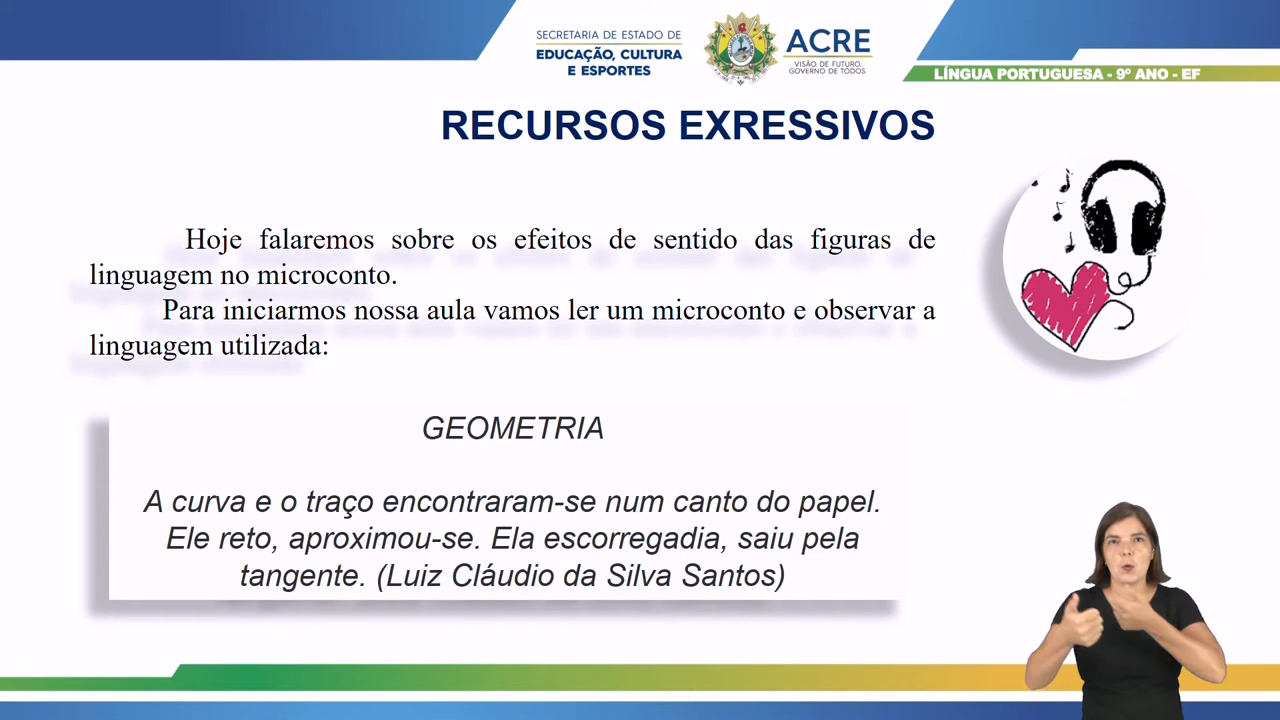 SECRETARIA DE ESTADO DE
EDUCAÇÃO, CULTURA
E ESPORTES
ACRE
VISÃO DE FUTURO,
GOVERNO DE TODOS.
LÍNGUA PORTUGUESA - 9º ANO - EF
RECURSOS EXRESSIVOS
Hoje falaremos sobre os efeitos de sentido das figuras de
linguagem no microconto.
Para iniciarmos nossa aula vamos ler um microconto e observar a
linguagem utilizada:
GEOMETRIA
A curva e o traço encontraram-se num canto do papel.
Ele reto, aproximou-se. Ela escorregadia, saiu pela
tangente. (Luiz Cláudio da Silva Santos)